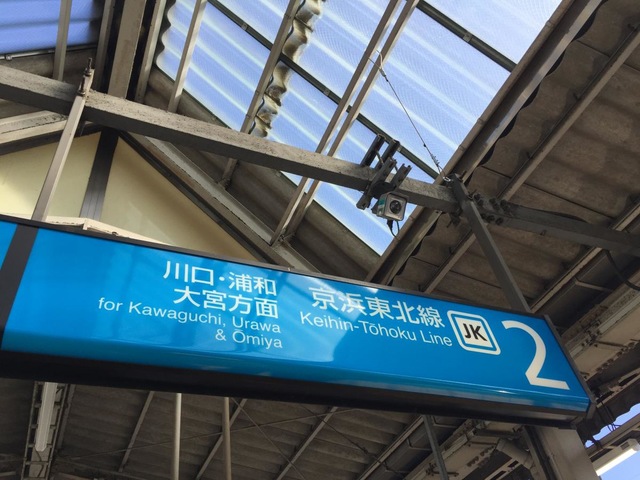 川口・浦和
大宮方面
for Kawaguchi, Urawa
& Omiya
京浜東北線
Keihin-Tōhoku Line
JK
2